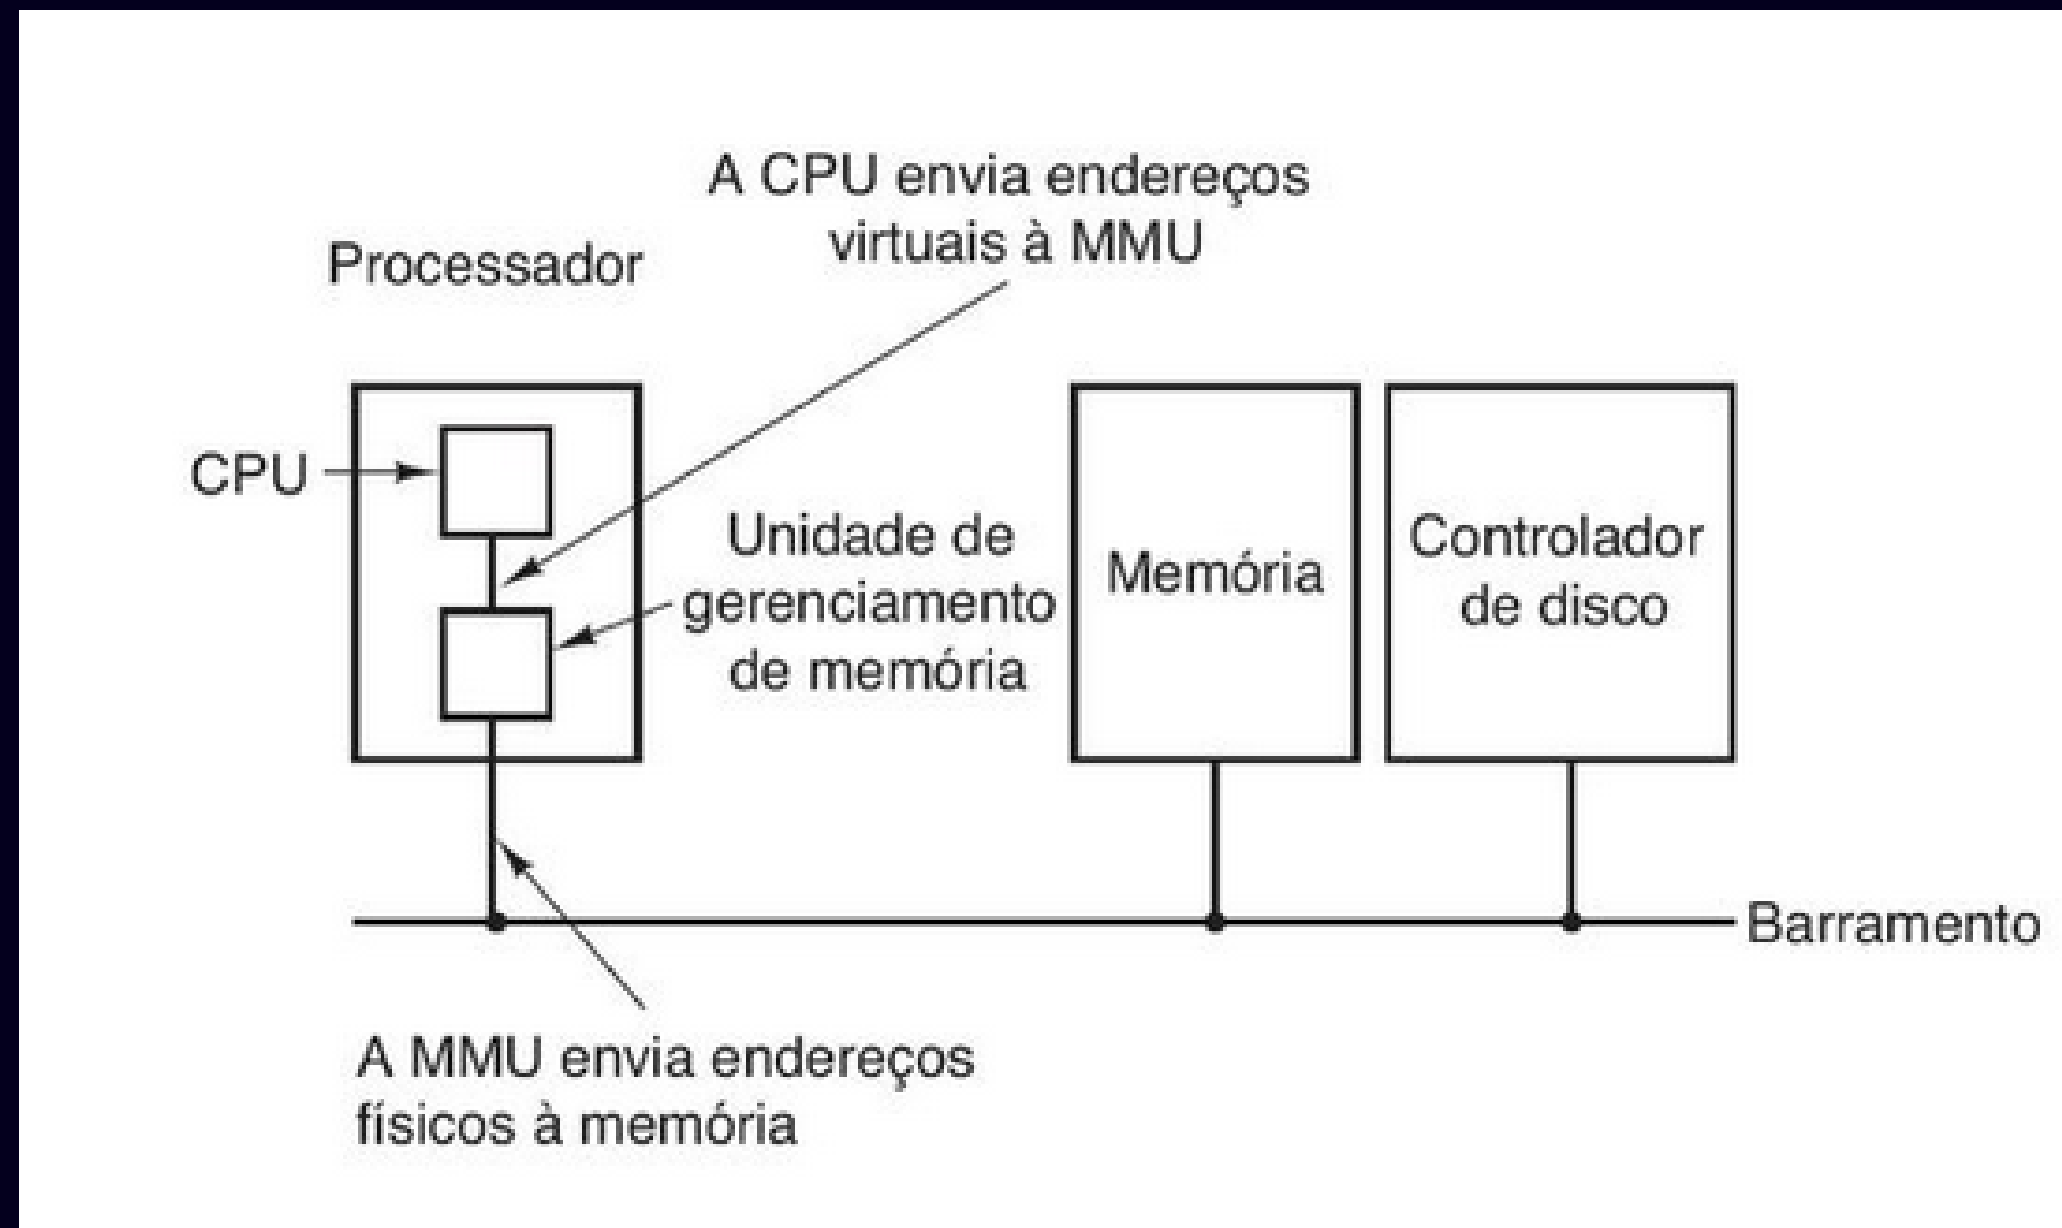 A CPU envia endereços
virtuais à MMU
Processador
CPU
Unidade de
gerenciamento
de memória
Memória
Controlador
de disco
Barramento
A MMU envia endereços
físicos à memória